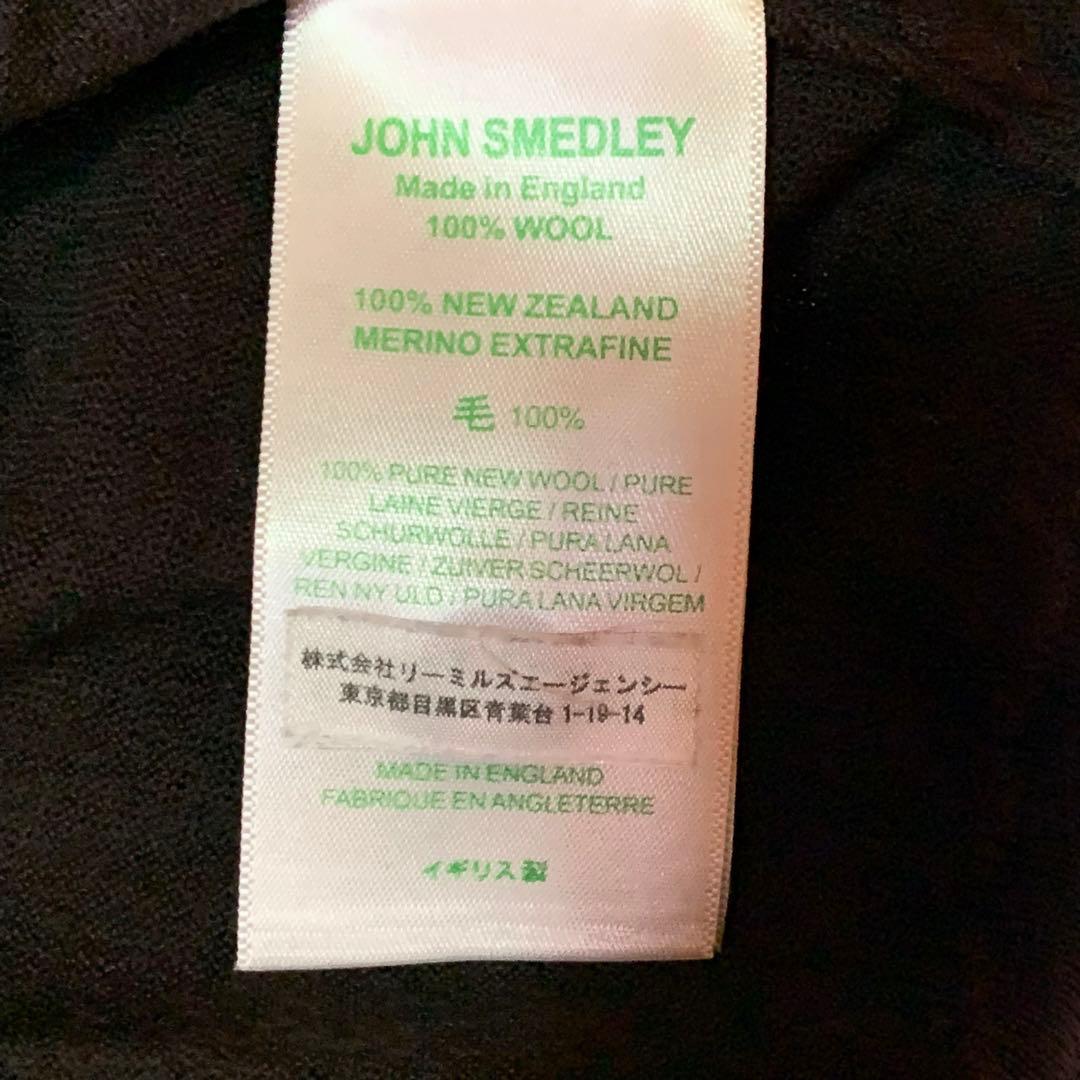 JOHN SMEDLEY
Made in England
100% WOOL
100% NEW ZEALAND
MERINO EXTRAFINE
毛 100%
100% PURE NEW WOOL / PURE
LAINE VIERGE / REINE
SCHURWOLLE / PURA LANA
VERGINE / ZUIVER SCHEERWOL /
REN NY ULD / PURA LANA VIRGEM
株式会社リーミルズエージェンシー
東京都目黒区青葉台 1-19-14
MADE IN ENGLAND
FABRIQUE EN ANGLETERRE
イギリス製